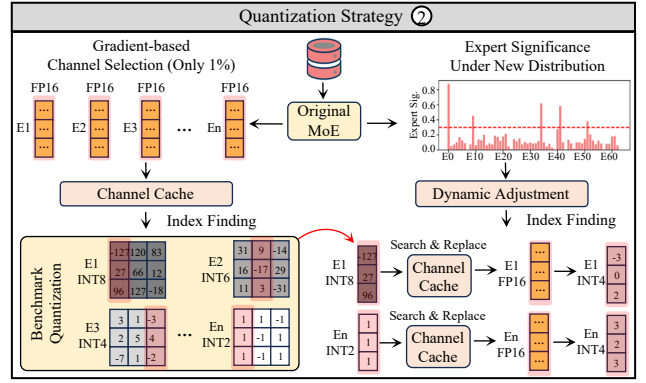 Quantization Strategy ②
Gradient-based
Channel Selection (Only 1%)
FP16 FP16 FP16 FP16
E1 ... E2 ... E3 ... ... En ...
... ... ... ...
... ... ... ...
Channel Cache
Index Finding
Original
MoE
Expert Significance
Under New Distribution
Expert Sig.
0.8
0.6
0.4
0.2
0.0
E0 E10 E20 E30 E40 E50 E60
Dynamic Adjustment
Index Finding
Benchmark
Quantization
E1
INT8
-127 120 83
27 66 12
96 127 -18
E2
INT6
31 9 -14
16 -17 29
11 3 -31
E3
INT4
3 1 -3
2 5 4
-7 1 -2
...
En
INT2
1 1 -1
1 -1 1
1 -1 1
E1
INT8
-127
27
96
Search & Replace
Channel
Cache
E1
FP16
...
...
...
E1
INT4
-3
0
2
En
INT2
1
1
1
Search & Replace
Channel
Cache
En
FP16
...
...
...
En
INT4
3
2
3